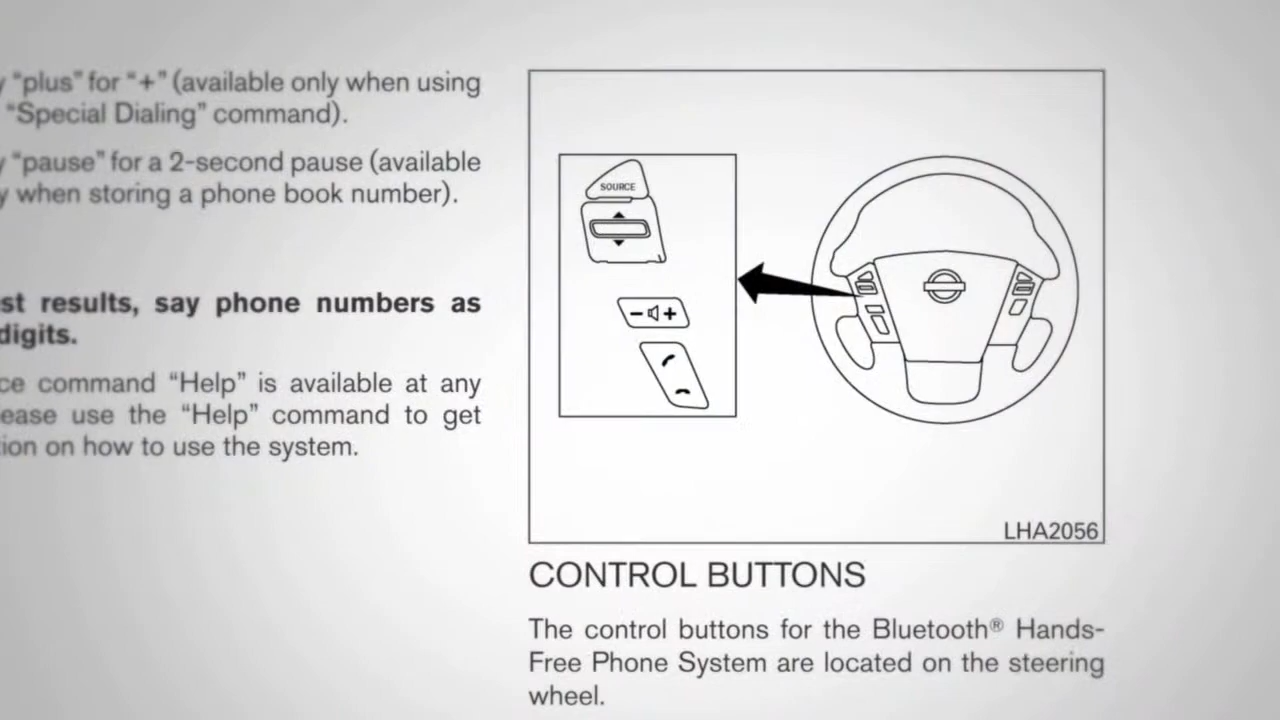 "plus" for "+" (available only when using
"Special Dialing" command).
"pause" for a 2-second pause (available
when storing a phone book number).
results, say phone numbers as
digits.
command "Help" is available at any
use the "Help" command to get
on how to use the system.
SOURCE
- +
LHA2056
CONTROL BUTTONS
The control buttons for the Bluetooth® Hands-
Free Phone System are located on the steering
wheel.